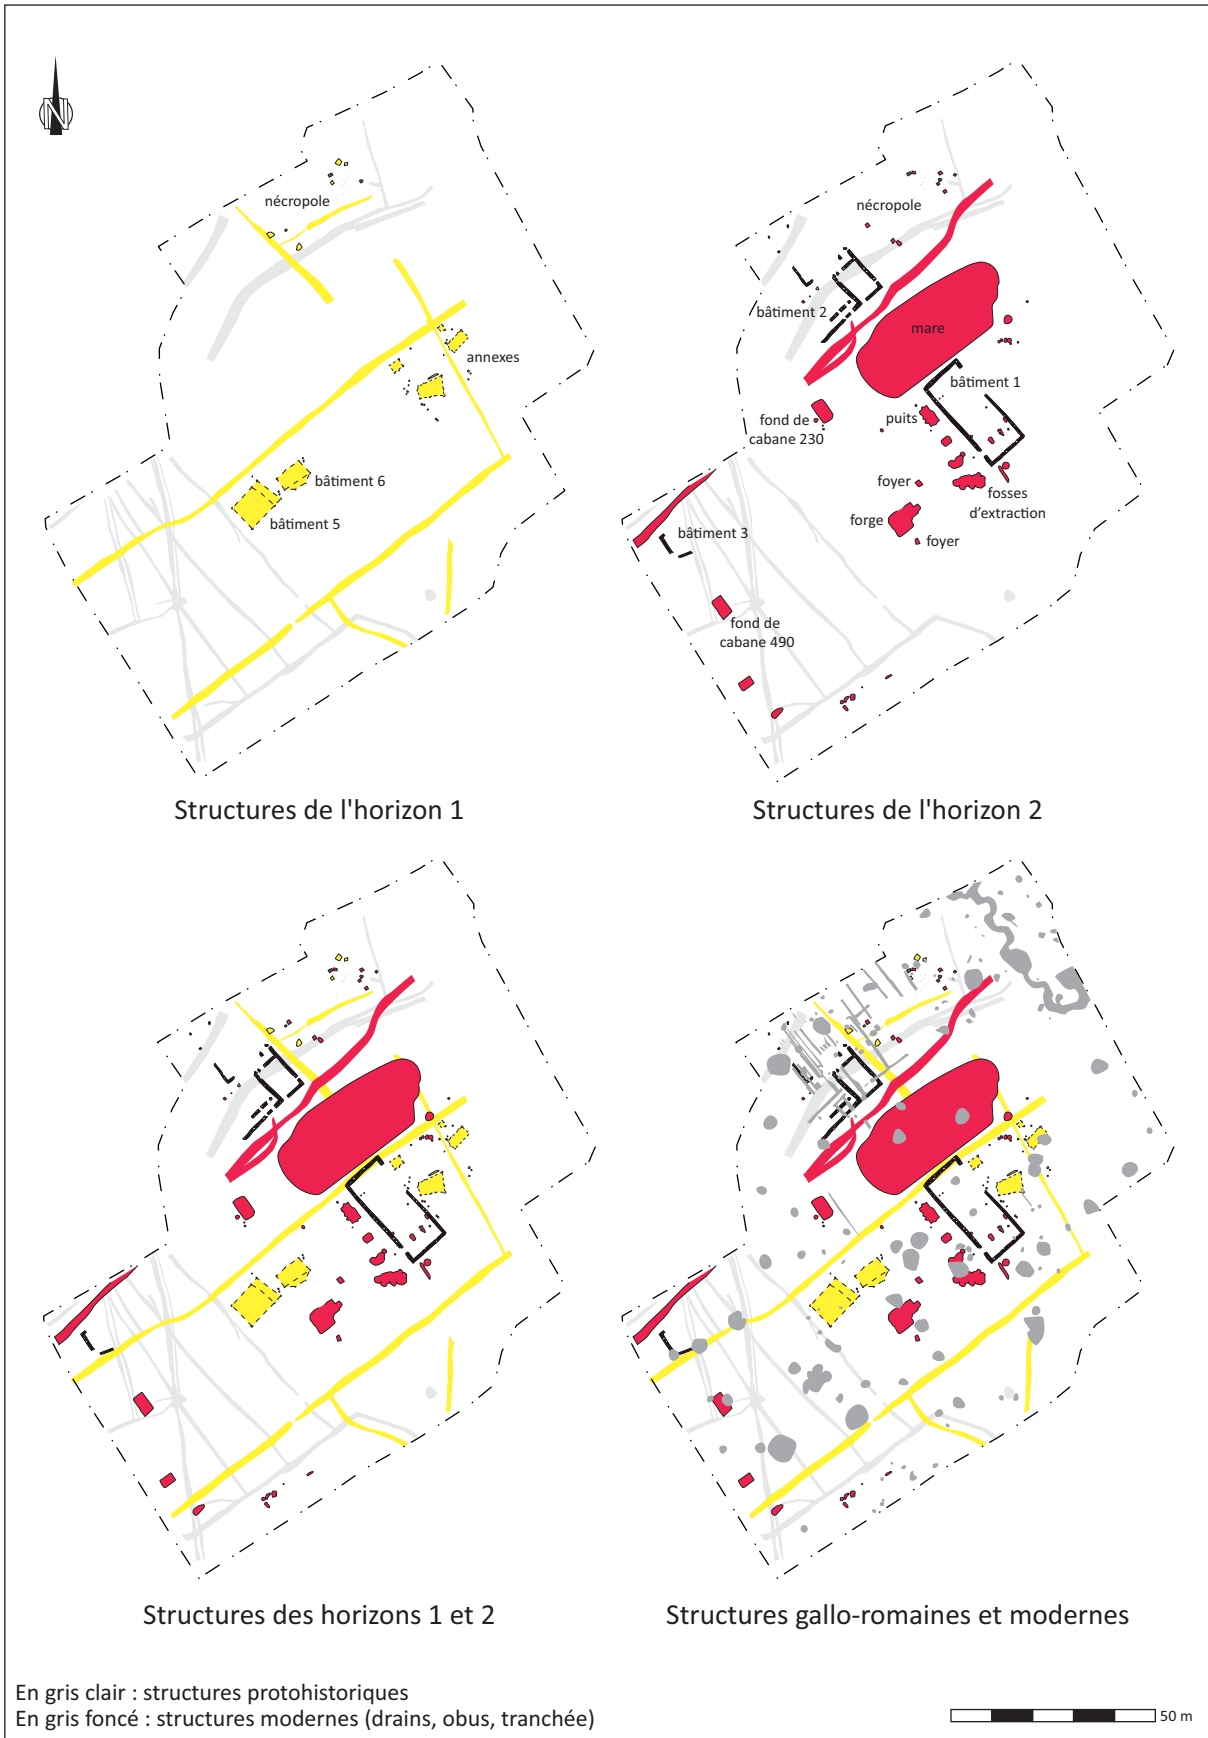 N
nécropole
annexes
bâtiment 6
bâtiment 5
Structures de l'horizon 1
nécropole
bâtiment 2
mare
bâtiment 1
fond de
cabane 230
puits
foyer
fosses
d'extraction
forge
foyer
bâtiment 3
fond de
cabane 490
Structures de l'horizon 2
Structures des horizons 1 et 2
Structures gallo-romaines et modernes
En gris clair : structures protohistoriques
En gris foncé : structures modernes (drains, obus, tranchée)
50 m